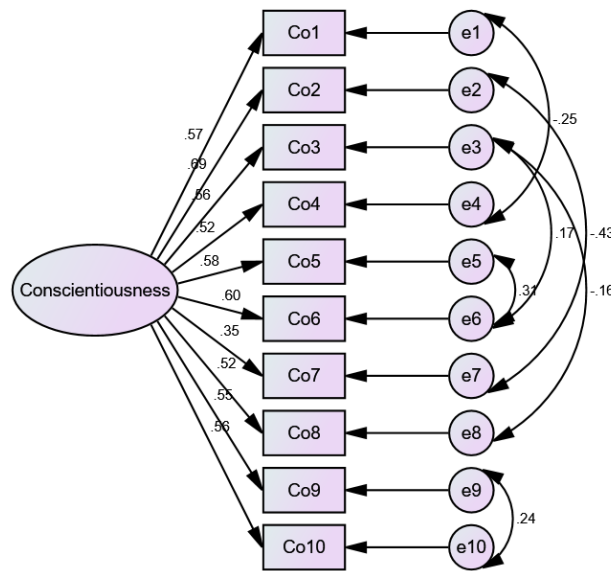 Conscientiousness
.57
.69
.56
.52
.58
.60
.35
.52
.55
.56
Co1
Co2
Co3
Co4
Co5
Co6
Co7
Co8
Co9
Co10
e1
e2
e3
e4
e5
e6
e7
e8
e9
e10
-.25
-.43
.17
-.16
.31
.24